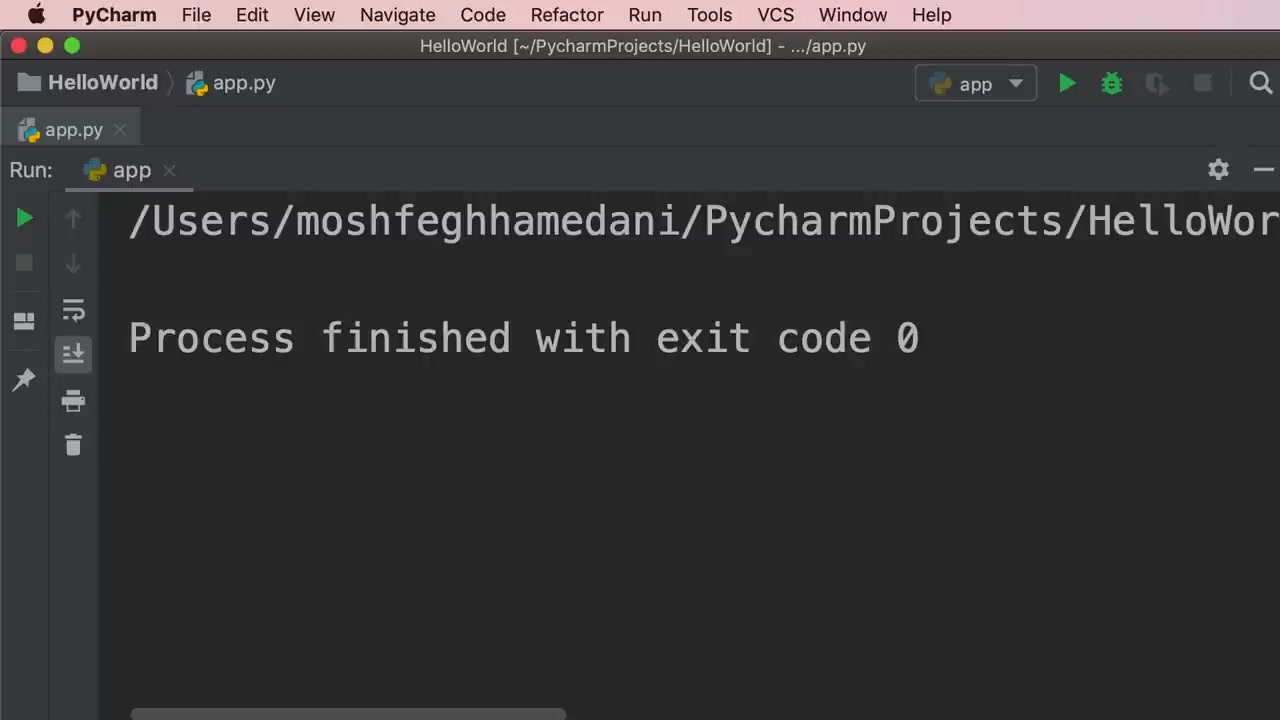 PyCharm File Edit View Navigate Code Refactor Run Tools VCS Window Help
HelloWorld [~/PycharmProjects/HelloWorld] - .../app.py
HelloWorld app.py app
app.py
Run: app
/Users/moshfeghhamedani/PycharmProjects/HelloWor
Process finished with exit code 0